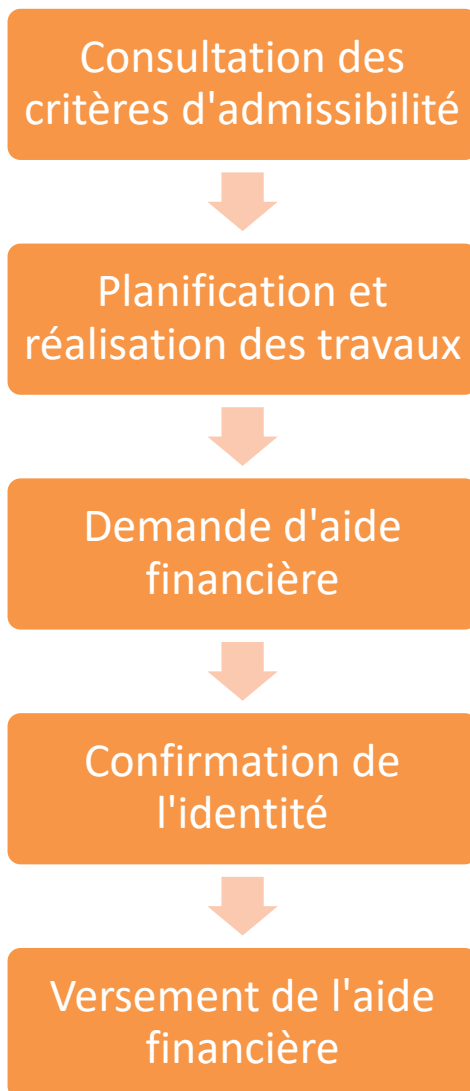 Consultation des
critères d'admissibilité
Planification et
réalisation des travaux
Demande d'aide
financière
Confirmation de
l'identité
Versement de l'aide
financière